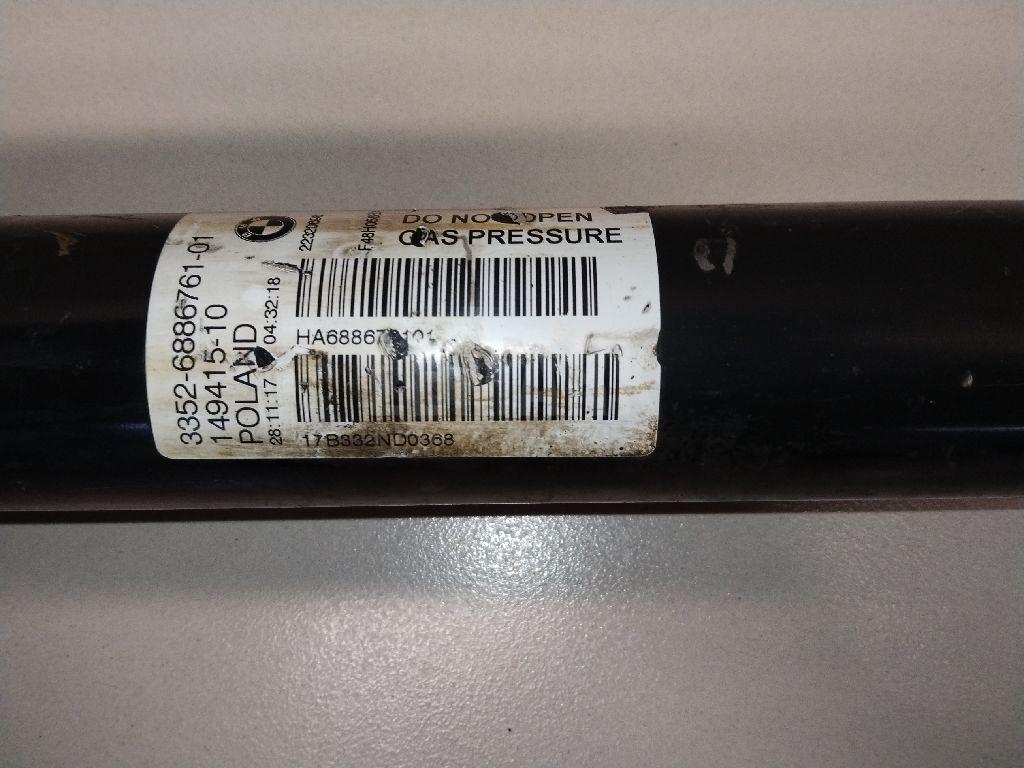 3352-6886761-01
149415-10
POLAND
28:11:17 04:32:18
DO NOT OPEN
GAS PRESSURE
17B332ND0368